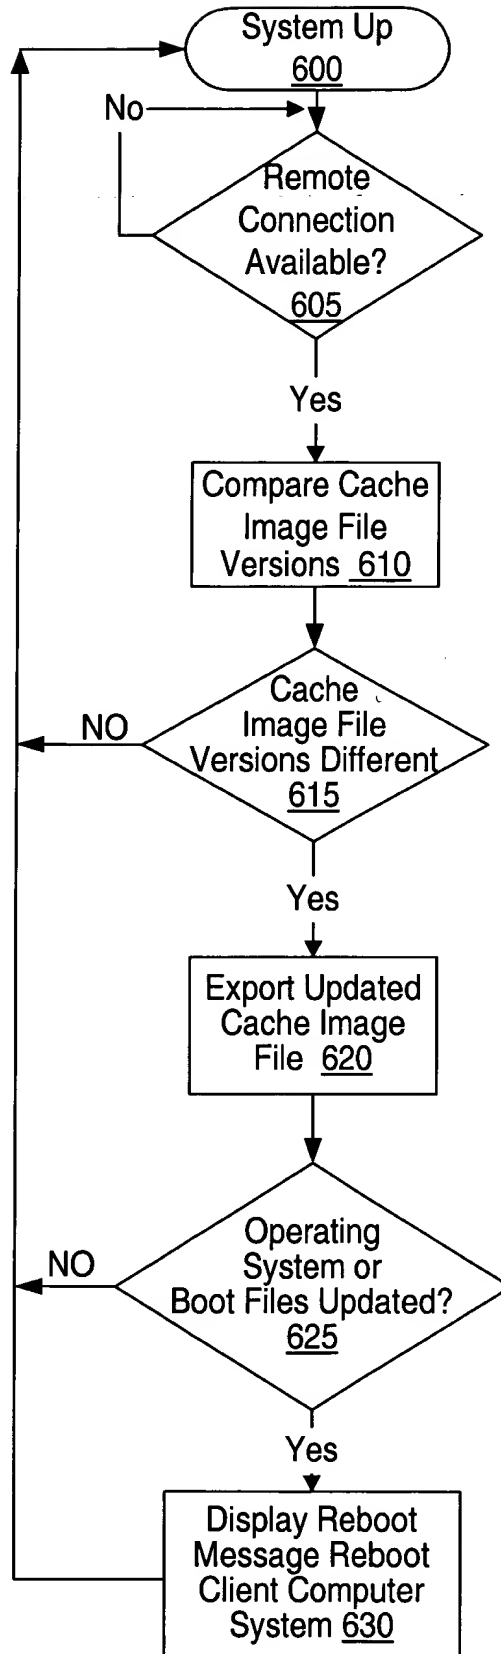 System Up
600
No
Remote
Connection
Available?
605
Yes
Compare Cache
Image File
Versions 610
Cache
Image File
Versions Different
615
NO
Yes
Export Updated
Cache Image
File 620
Operating
System or
Boot Files Updated?
625
NO
Yes
Display Reboot
Message Reboot
Client Computer
System 630